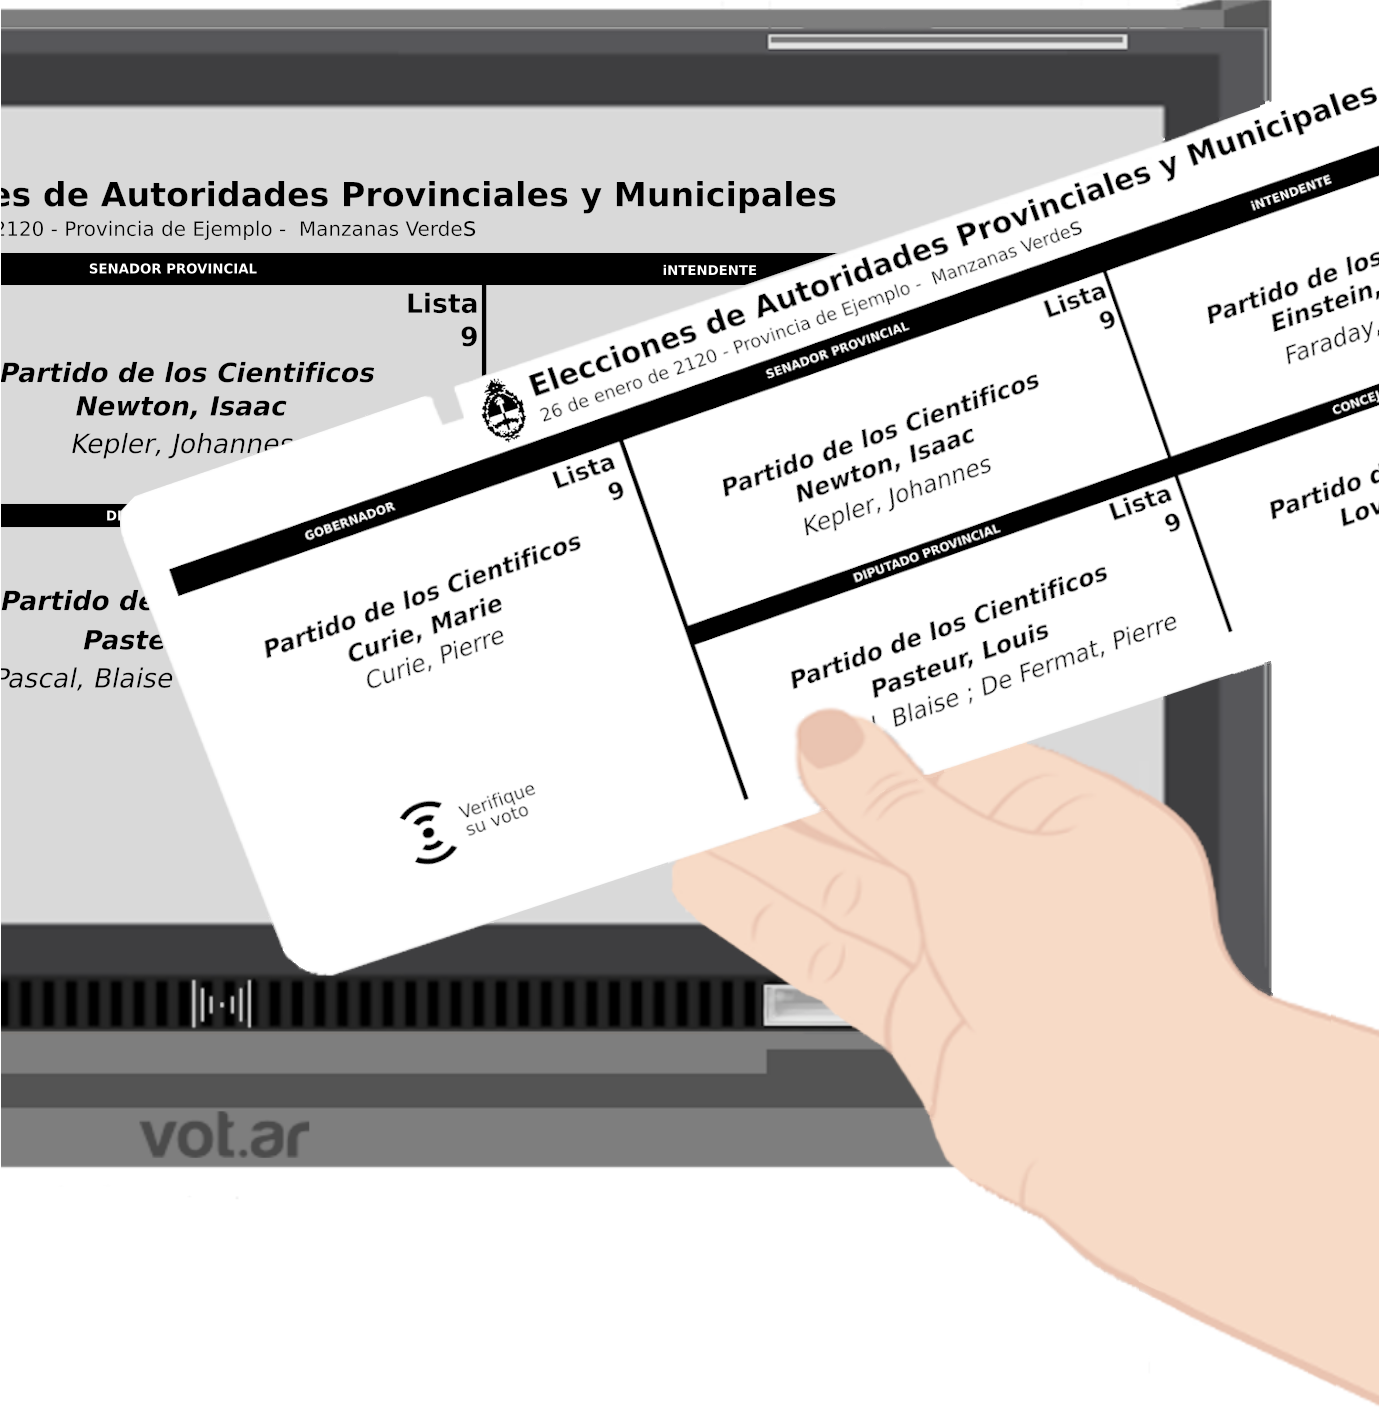 de Autoridades Provinciales y Municipales
2120 - Provincia de Ejemplo - Manzanas VerdeS
SENADOR PROVINCIAL
iNTENDENTE
Lista
9
Partido de los Cientificos
Newton, Isaac
Kepler, Johannes
Partido de
Pascal, Blaise
Elecciones de Autoridades Provinciales y Municipales
26 de enero de 2120 - Provincia de Ejemplo - Manzanas VerdeS
GOBERNADOR
Lista
9
Partido de los Cientificos
Curie, Marie
Curie, Pierre
Verifique
su voto
SENADOR PROVINCIAL
Lista
9
Partido de los Cientificos
Newton, Isaac
Kepler, Johannes
DIPUTADO PROVINCIAL
Lista
9
Partido de los Cientificos
Pasteur, Louis
Blaise ; De Fermat, Pierre
iNTENDENTE
Partido de los
Einstein,
Faraday,
Partido
vot.ar